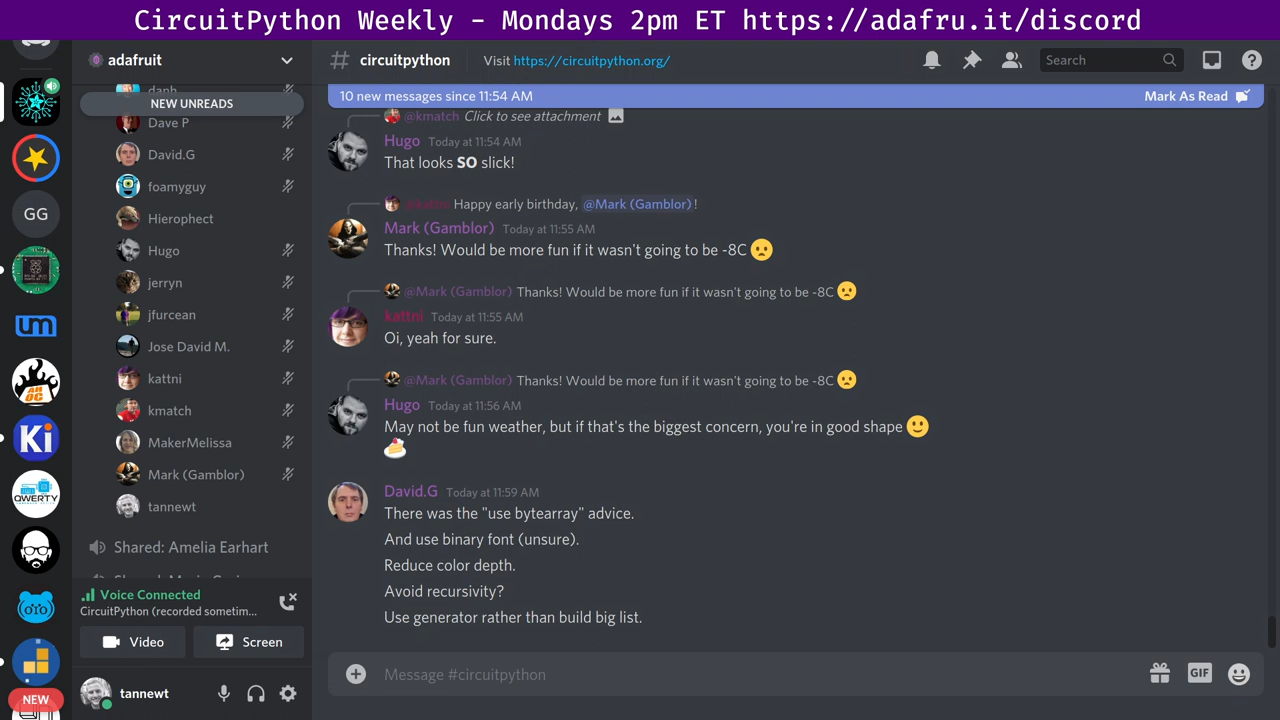 CircuitPython Weekly - Mondays 2pm ET https://adafru.it/discord
adafruit
circuitpython
Visit https://circuitpython.org/
Search
danh
NEW UNREADS
Dave P
David.G
foamyguy
Hierophect
Hugo
jerryn
jfurcean
Jose David M.
kattni
kmatch
MakerMelissa
Mark (Gamblor)
tannewt
Shared: Amelia Earhart
Voice Connected
CircuitPython (recorded sometim...
Video
Screen
tannewt
GG
um
AHOC
Ki
QWERTY
NEW
10 new messages since 11:54 AM
Mark As Read
@kmatch Click to see attachment
Hugo Today at 11:54 AM
That looks SO slick!
@kattni Happy early birthday, @Mark (Gamblor) !
Mark (Gamblor) Today at 11:55 AM
Thanks! Would be more fun if it wasn't going to be -8C 🙁
@Mark (Gamblor) Thanks! Would be more fun if it wasn't going to be -8C 🙁
kattni Today at 11:55 AM
Oi, yeah for sure.
@Mark (Gamblor) Thanks! Would be more fun if it wasn't going to be -8C 🙁
Hugo Today at 11:56 AM
May not be fun weather, but if that's the biggest concern, you're in good shape 🙂
🍰
David.G Today at 11:59 AM
There was the "use bytearray" advice.
And use binary font (unsure).
Reduce color depth.
Avoid recursivity?
Use generator rather than build big list.
Message #circuitpython
GIF